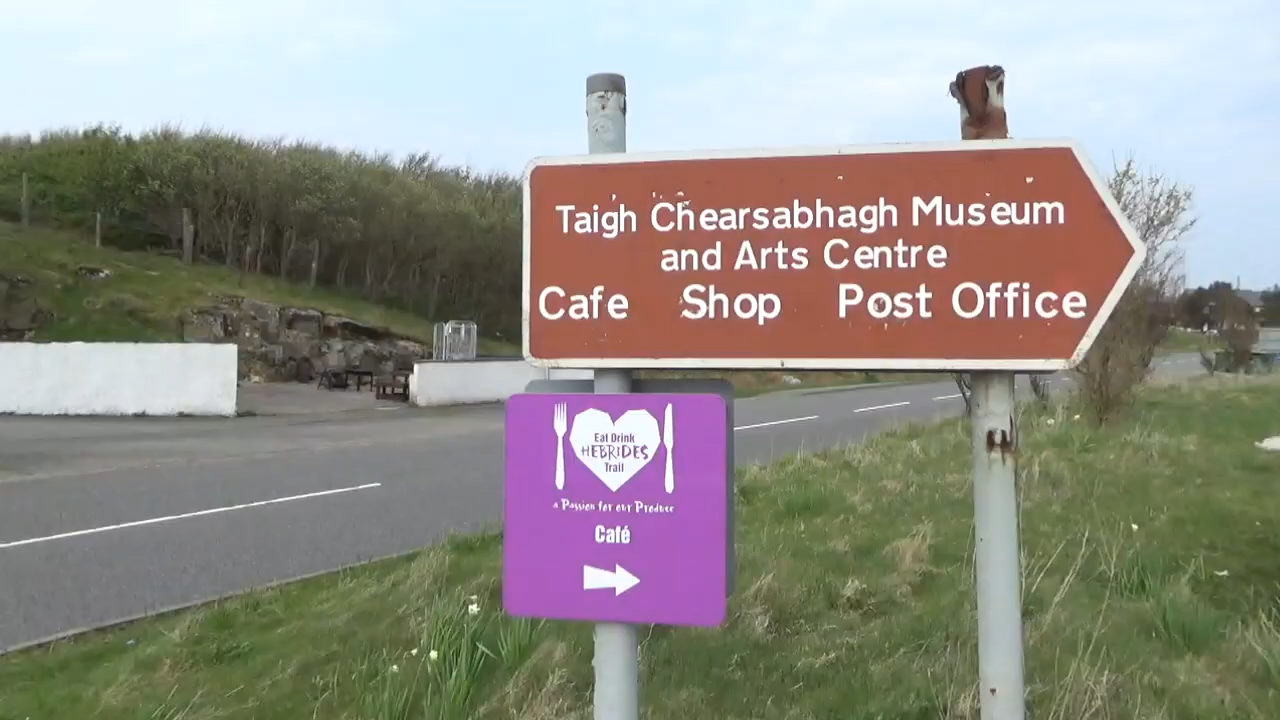 Taigh Chearsabhagh Museum
and Arts Centre
Cafe Shop Post Office
Eat Drink
HEBRIDES
Trail
a Passion for our Produce
Café